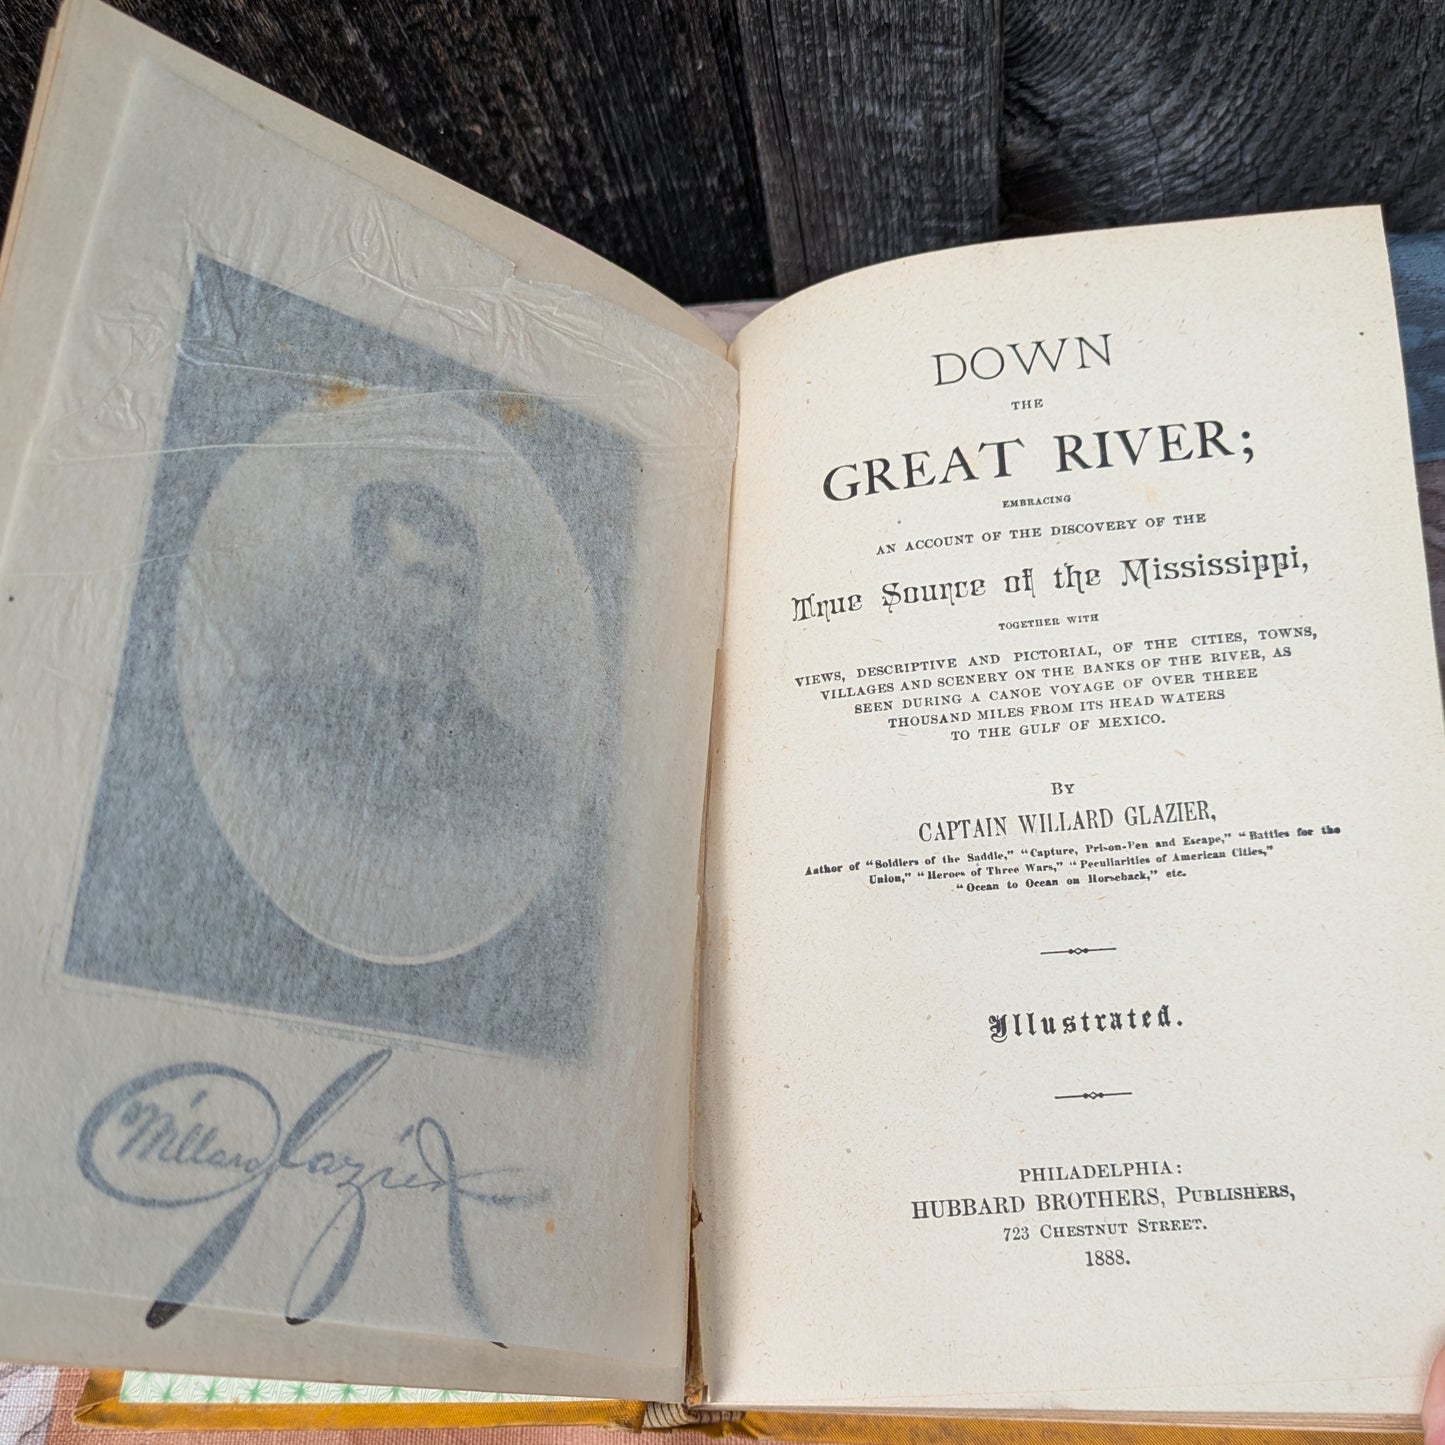 Willard Glazier
DOWN
THE
GREAT RIVER;
EMBRACING
AN ACCOUNT OF THE DISCOVERY OF THE
True Source of the Mississippi,
TOGETHER WITH
VIEWS, DESCRIPTIVE AND PICTORIAL, OF THE CITIES, TOWNS,
VILLAGES AND SCENERY ON THE BANKS OF THE RIVER, AS
SEEN DURING A CANOE VOYAGE OF OVER THREE
THOUSAND MILES FROM ITS HEAD WATERS
TO THE GULF OF MEXICO.
BY
CAPTAIN WILLARD GLAZIER,
Author of "Soldiers of the Saddle," "Capture, Prison-Pen and Escape," "Battles for the
Union," "Heroes of Three Wars," "Peculiarities of American Cities,"
"Ocean to Ocean on Horseback," etc.
Illustrated.
PHILADELPHIA:
HUBBARD BROTHERS, PUBLISHERS,
723 CHESTNUT STREET.
1888.